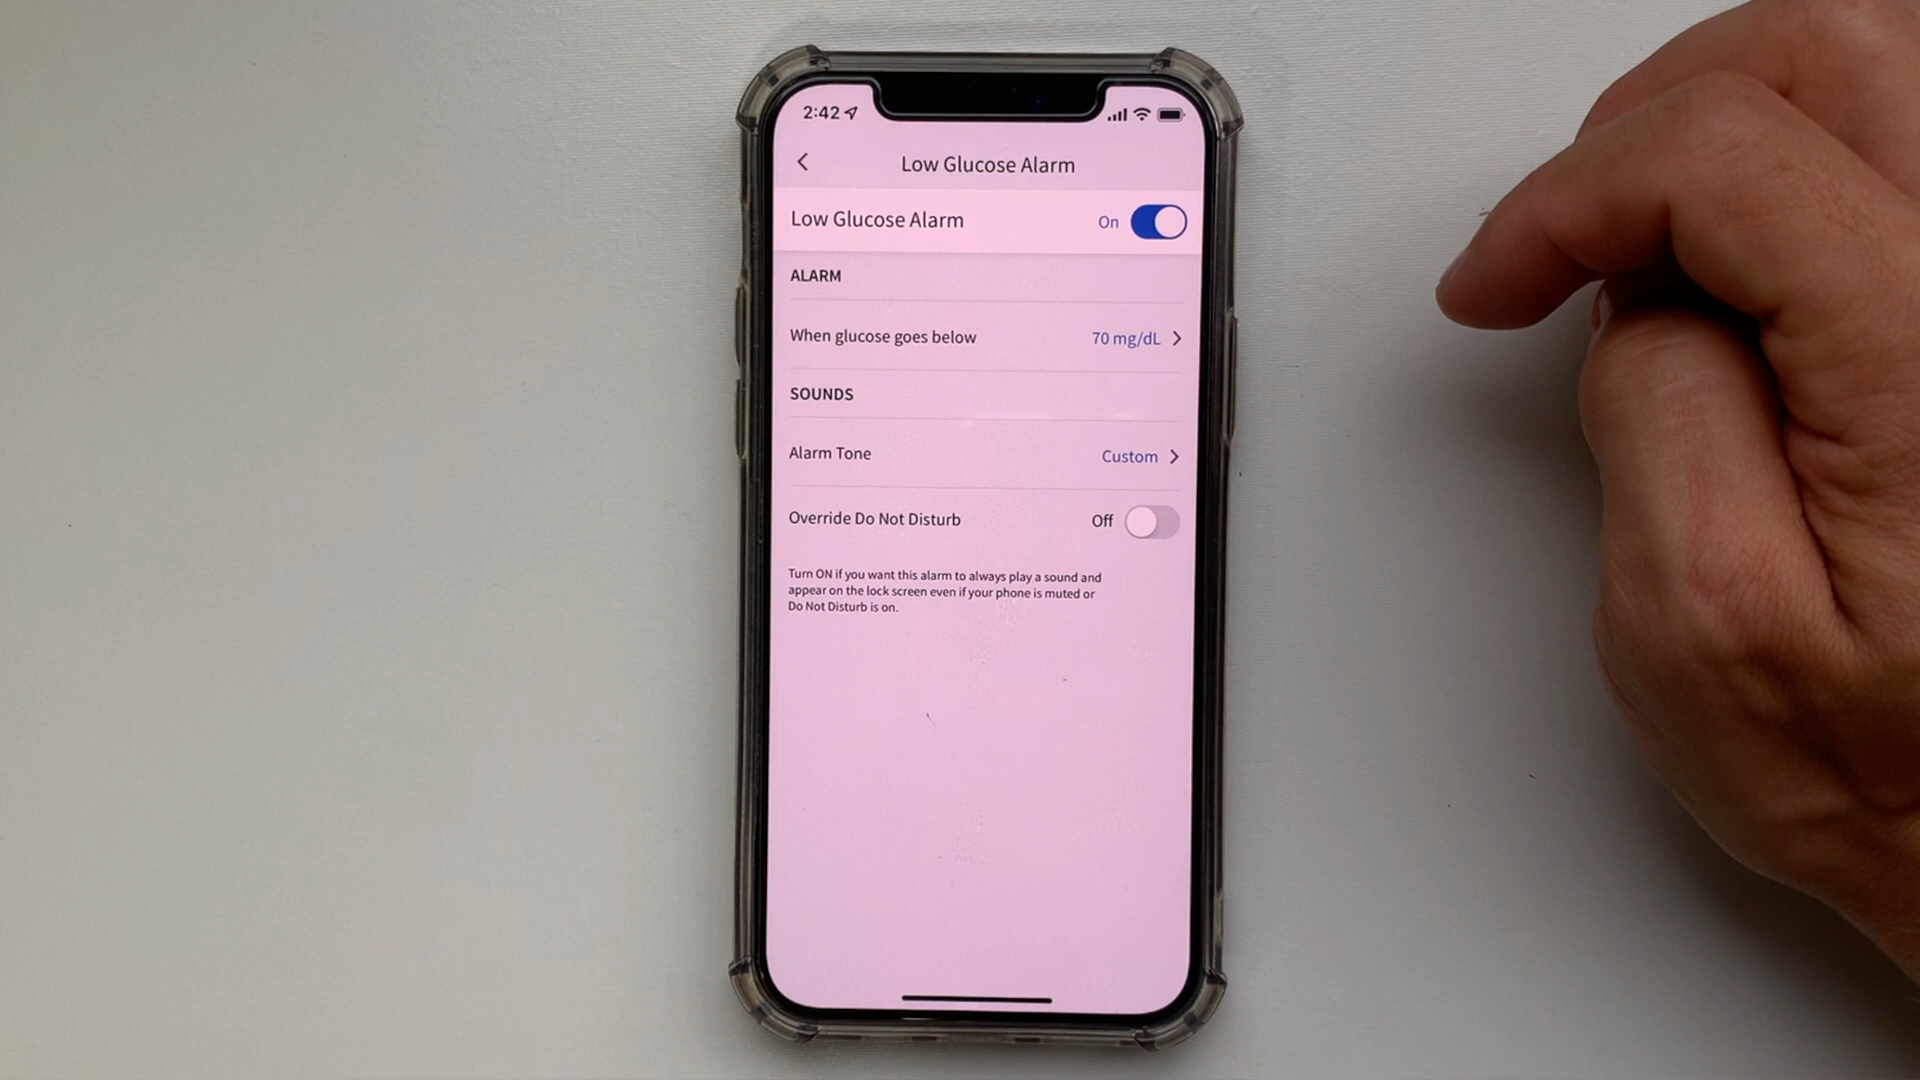 2:42
Low Glucose Alarm
Low Glucose Alarm On
ALARM
When glucose goes below 70 mg/dL
SOUNDS
Alarm Tone Custom
Override Do Not Disturb Off
Turn ON if you want this alarm to always play a sound and
appear on the lock screen even if your phone is muted or
Do Not Disturb is on.